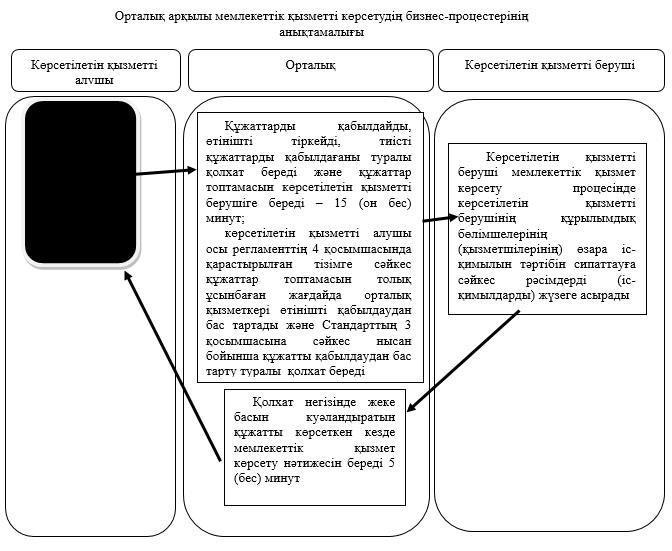 Орталық арқылы мемлекеттік қызметті көрсетудің бизнес-процестерінің
анықтамалығы
Көрсетілетін қызметті
алушы
Орталық
Көрсетілетін қызметті беруші
Құжаттарды қабылдайды,
өтінішті тіркейді, тиісті
құжаттарды қабылдағаны туралы
қолхат береді және құжаттар
топтамасын көрсетілетін қызметті
берушіге береді – 15 (он бес)
минут;
көрсетілетін қызметті алушы
осы регламенттің 4 қосымшасында
қарастырылған тізімге сәйкес
құжаттар топтамасын толық
ұсынбаған жағдайда орталық
қызметкері өтінішті қабылдаудан
бас тартады және Стандарттың 3
қосымшасына сәйкес нысан
бойынша құжатты қабылдаудан бас
тарту туралы қолхат береді
Көрсетілетін қызметті
беруші мемлекеттік қызмет
көрсету процесінде
көрсетілетін қызметті
берушінің құрылымдық
бөлімшелерінің
(қызметшілерінің) өзара іс-
қимылын тәртібін сипаттауға
сәйкес рәсімдерді (іс-
қимылдарды) жүзеге асырады
Қолхат негізінде жеке
басын куәландыратын
құжатты көрсеткен кезде
мемлекеттік қызмет
көрсету нәтижесін береді 5
(бес) минут